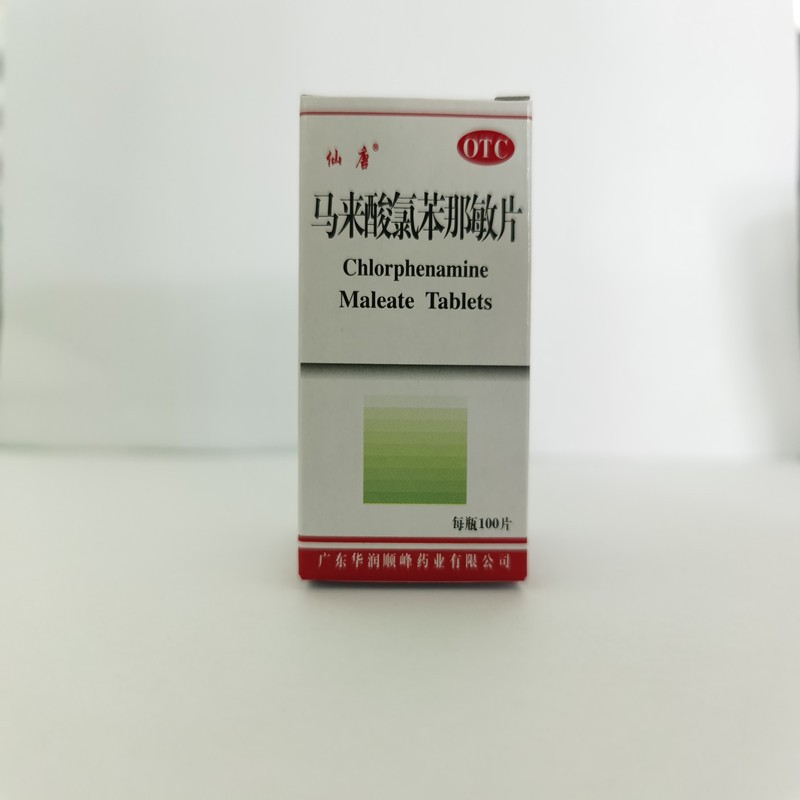 仙唐®
OTC
马来酸氯苯那敏片
Chlorphenamine
Maleate Tablets
每瓶100片
广东华润顺峰药业有限公司